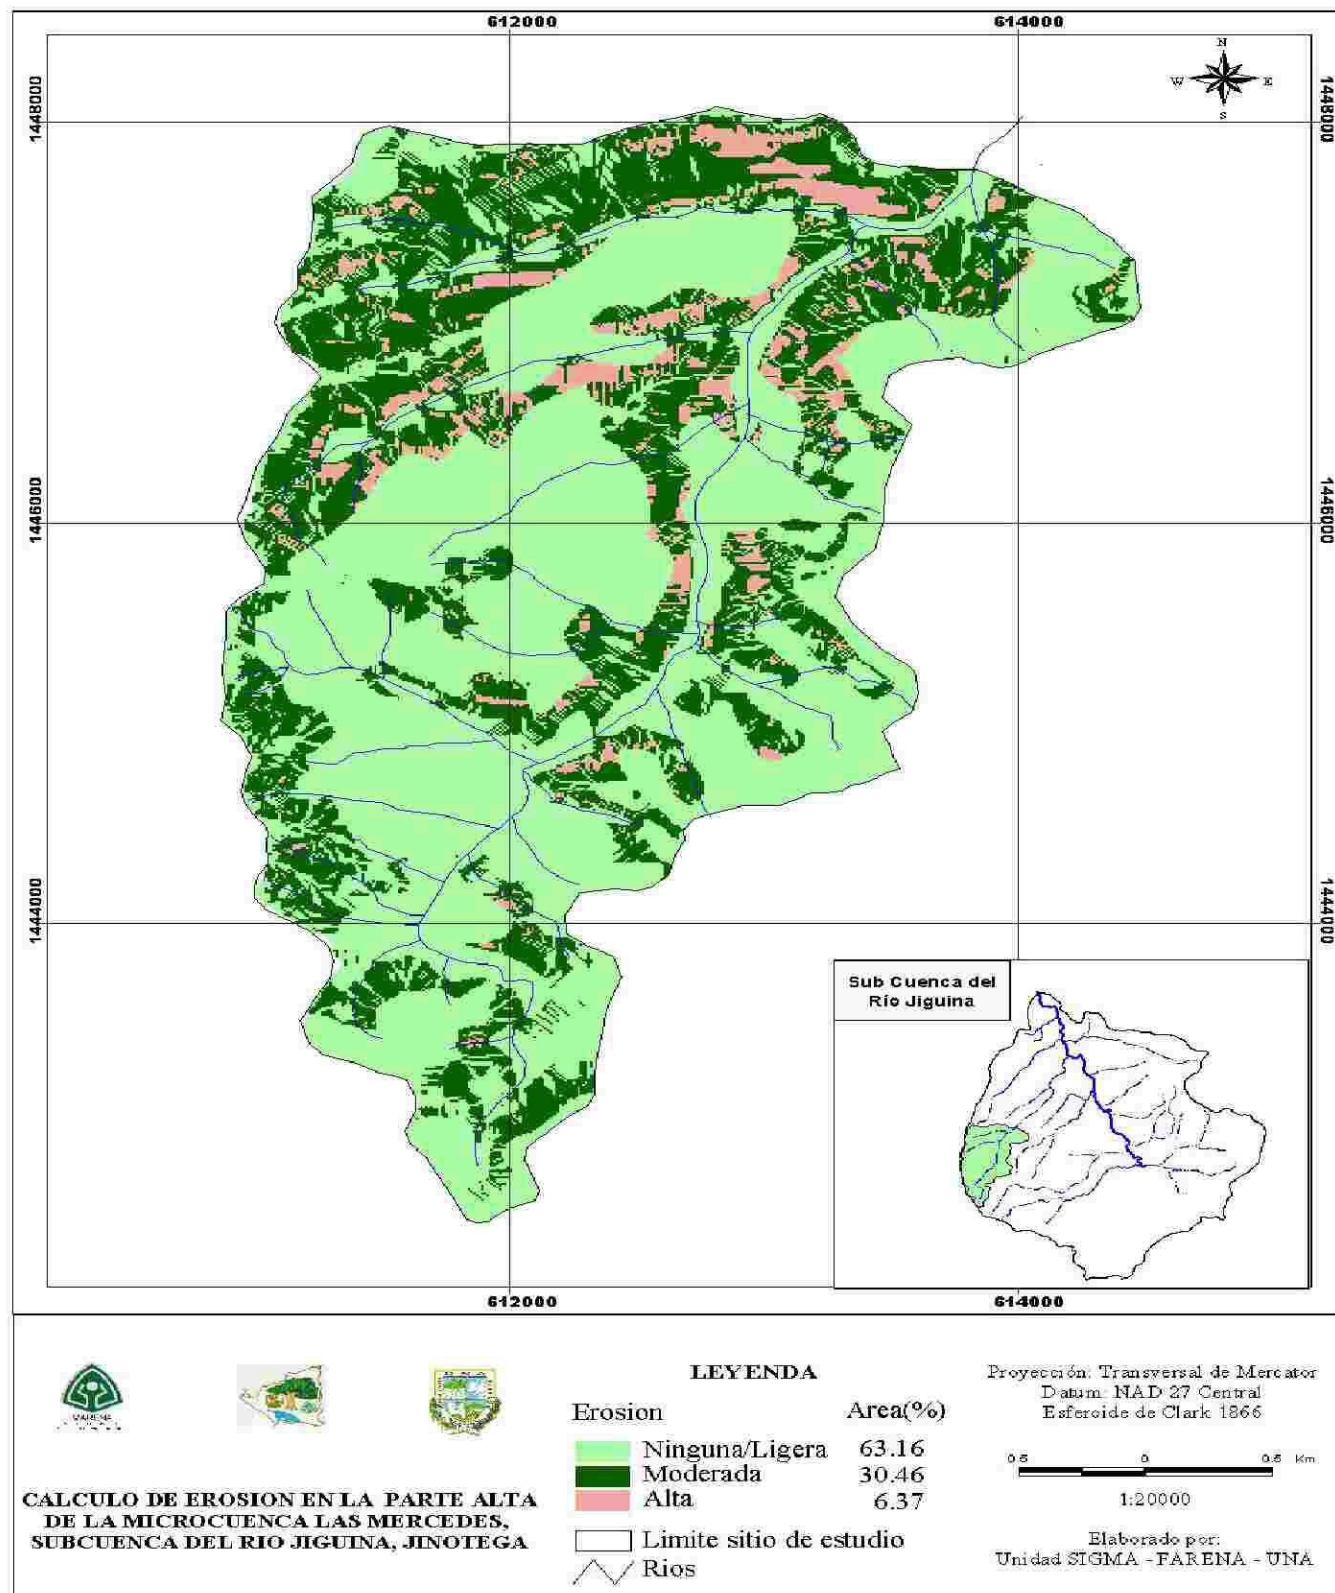 612000
614000
N
W
E
S
1448000
1448000
1446000
1446000
1444000
1444000
Sub Cuenca del
Río Jiguina
612000
614000
MARENA
LEYENDA
Erosion Area(%)
Ninguna/Ligera 63.16
Moderada 30.46
Alta 6.37
Limite sitio de estudio
Rios
CALCULO DE EROSION EN LA PARTE ALTA
DE LA MICROCUENCA LAS MERCEDES,
SUBCUENCA DEL RIO JIGUINA, JINOTEGA
Proyección: Transversal de Mercator
Datum: NAD 27 Central
Esferoide de Clark 1866
0.5 0 0.5 Km
1:20000
Elaborado por:
Unidad SIGMA - FARENA - UNA